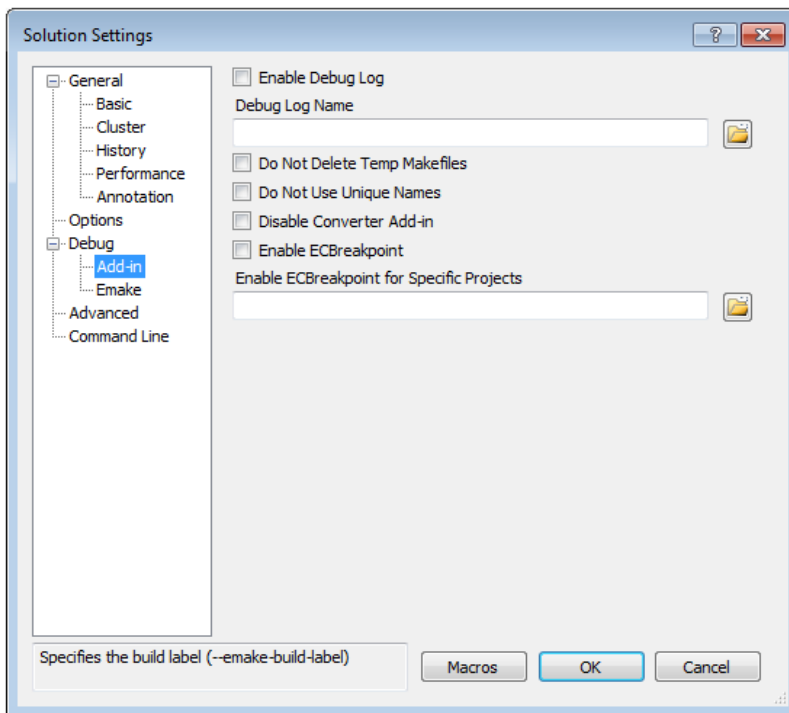 Solution Settings
General
Basic
Cluster
History
Performance
Annotation
Options
Debug
Add-in
Emake
Advanced
Command Line
Enable Debug Log
Debug Log Name
Do Not Delete Temp Makefiles
Do Not Use Unique Names
Disable Converter Add-in
Enable ECBreakpoint
Enable ECBreakpoint for Specific Projects
Specifies the build label (--emake-build-label)
Macros
OK
Cancel